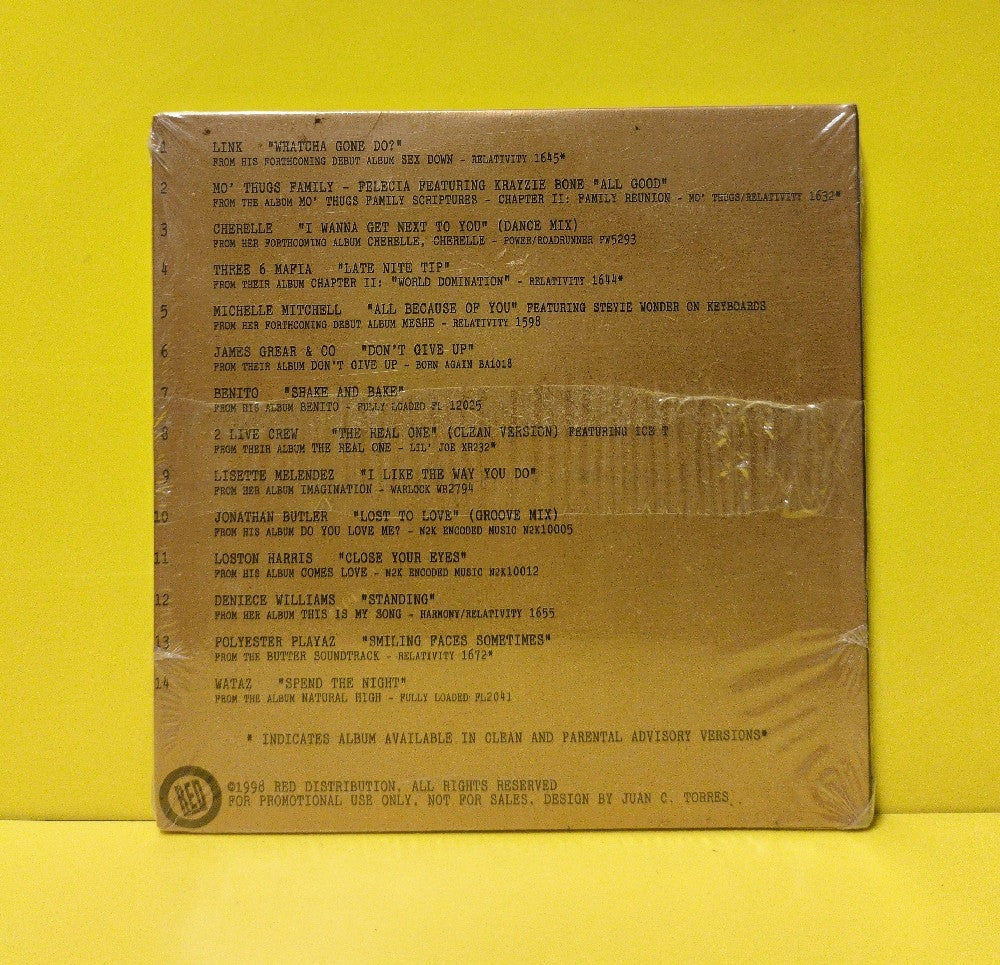 1 LINK "WHATCHA GONE DO?"
FROM HIS FORTHCOMING DEBUT ALBUM SEX DOWN - RELATIVITY 1645*
2 MO' THUGS FAMILY - FELECIA FEATURING KRAYZIE BONE "ALL GOOD"
FROM THE ALBUM MO' THUGS FAMILY SCRIPTURES - CHAPTER II: FAMILY REUNION - MO' THUGS/RELATIVITY 1632*
3 CHERELLE "I WANNA GET NEXT TO YOU" (DANCE MIX)
FROM HER FORTHCOMING ALBUM CHERELLE, CHERELLE - POWER/ROADRUNNER PW5293
4 THREE 6 MAFIA "LATE NITE TIP"
FROM THEIR ALBUM CHAPTER II: "WORLD DOMINATION" - RELATIVITY 1644*
5 MICHELLE MITCHELL "ALL BECAUSE OF YOU" FEATURING STEVIE WONDER ON KEYBOARDS
FROM HER FORTHCOMING DEBUT ALBUM MESHE - RELATIVITY 1598
6 JAMES GREAR & CO "DON'T GIVE UP"
FROM THEIR ALBUM DON'T GIVE UP - BORN AGAIN BA1018
7 BENITO "SHAKE AND BAKE"
FROM HIS ALBUM BENITO - FULLY LOADED FL 12025
8 2 LIVE CREW "THE REAL ONE" (CLEAN VERSION) FEATURING ICE T
FROM THEIR ALBUM THE REAL ONE - LIL' JOE XR232*
9 LISETTE MELENDEZ "I LIKE THE WAY YOU DO"
FROM HER ALBUM IMAGINATION - WARLOCK WR2794
10 JONATHAN BUTLER "LOST TO LOVE" (GROOVE MIX)
FROM HIS ALBUM DO YOU LOVE ME? - N2K ENCODED MUSIC N2K10005
11 LOSTON HARRIS "CLOSE YOUR EYES"
FROM HIS ALBUM COMES LOVE - N2K ENCODED MUSIC N2K10012
12 DENIECE WILLIAMS "STANDING"
FROM HER ALBUM THIS IS MY SONG - HARMONY/RELATIVITY 1655
13 POLYESTER PLAYAZ "SMILING FACES SOMETIMES"
FROM THE BUTTER SOUNDTRACK - RELATIVITY 1672*
14 WATAZ "SPEND THE NIGHT"
FROM THE ALBUM NATURAL HIGH - FULLY LOADED FL2041
* INDICATES ALBUM AVAILABLE IN CLEAN AND PARENTAL ADVISORY VERSIONS*
RED
©1998 RED DISTRIBUTION, ALL RIGHTS RESERVED
FOR PROMOTIONAL USE ONLY, NOT FOR SALES, DESIGN BY JUAN C. TORRES